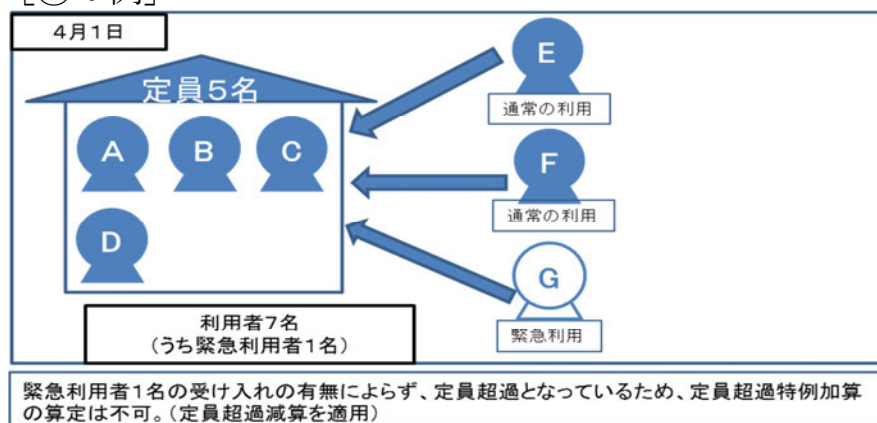 4月1日
定員5名
A
B
C
D
E
通常の利用
F
通常の利用
G
緊急利用
利用者7名
(うち緊急利用者1名)
緊急利用者1名の受け入れの有無によらず、定員超過となっているため、定員超過特例加算
の算定は不可。(定員超過減算を適用)